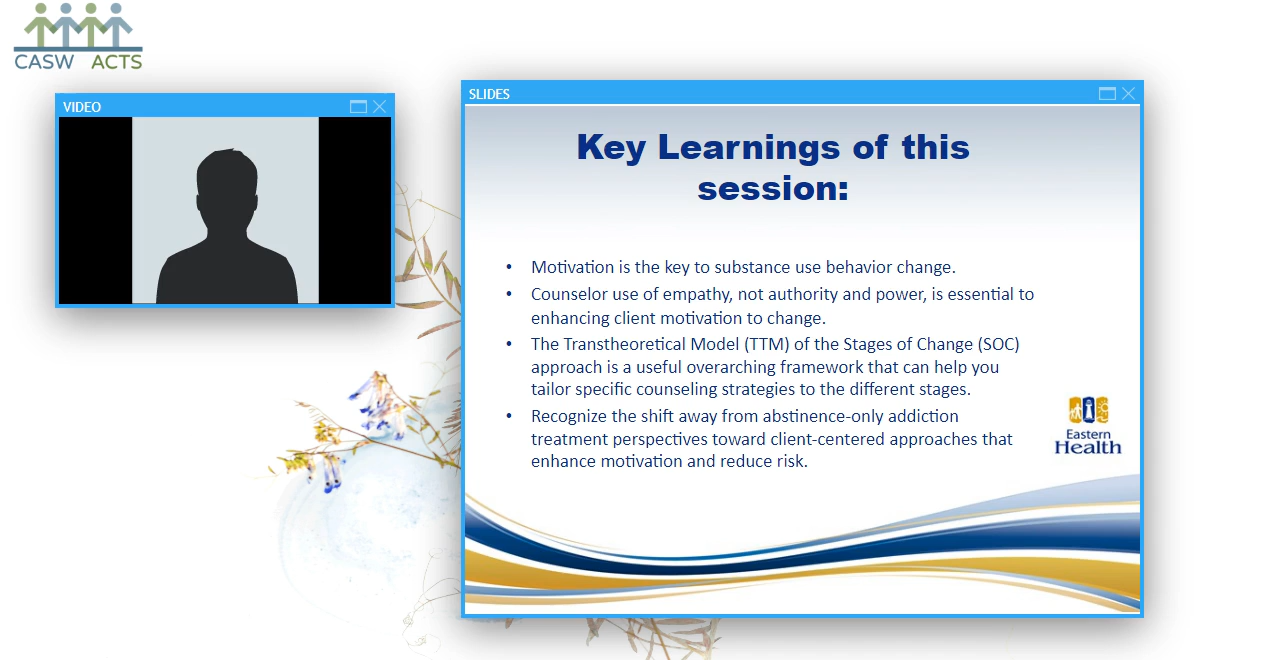 CASW ACTS
VIDEO
SLIDES
Key Learnings of this
session:
• Motivation is the key to substance use behavior change.
• Counselor use of empathy, not authority and power, is essential to
enhancing client motivation to change.
• The Transtheoretical Model (TTM) of the Stages of Change (SOC)
approach is a useful overarching framework that can help you
tailor specific counseling strategies to the different stages.
• Recognize the shift away from abstinence-only addiction
treatment perspectives toward client-centered approaches that
enhance motivation and reduce risk.
Eastern
Health